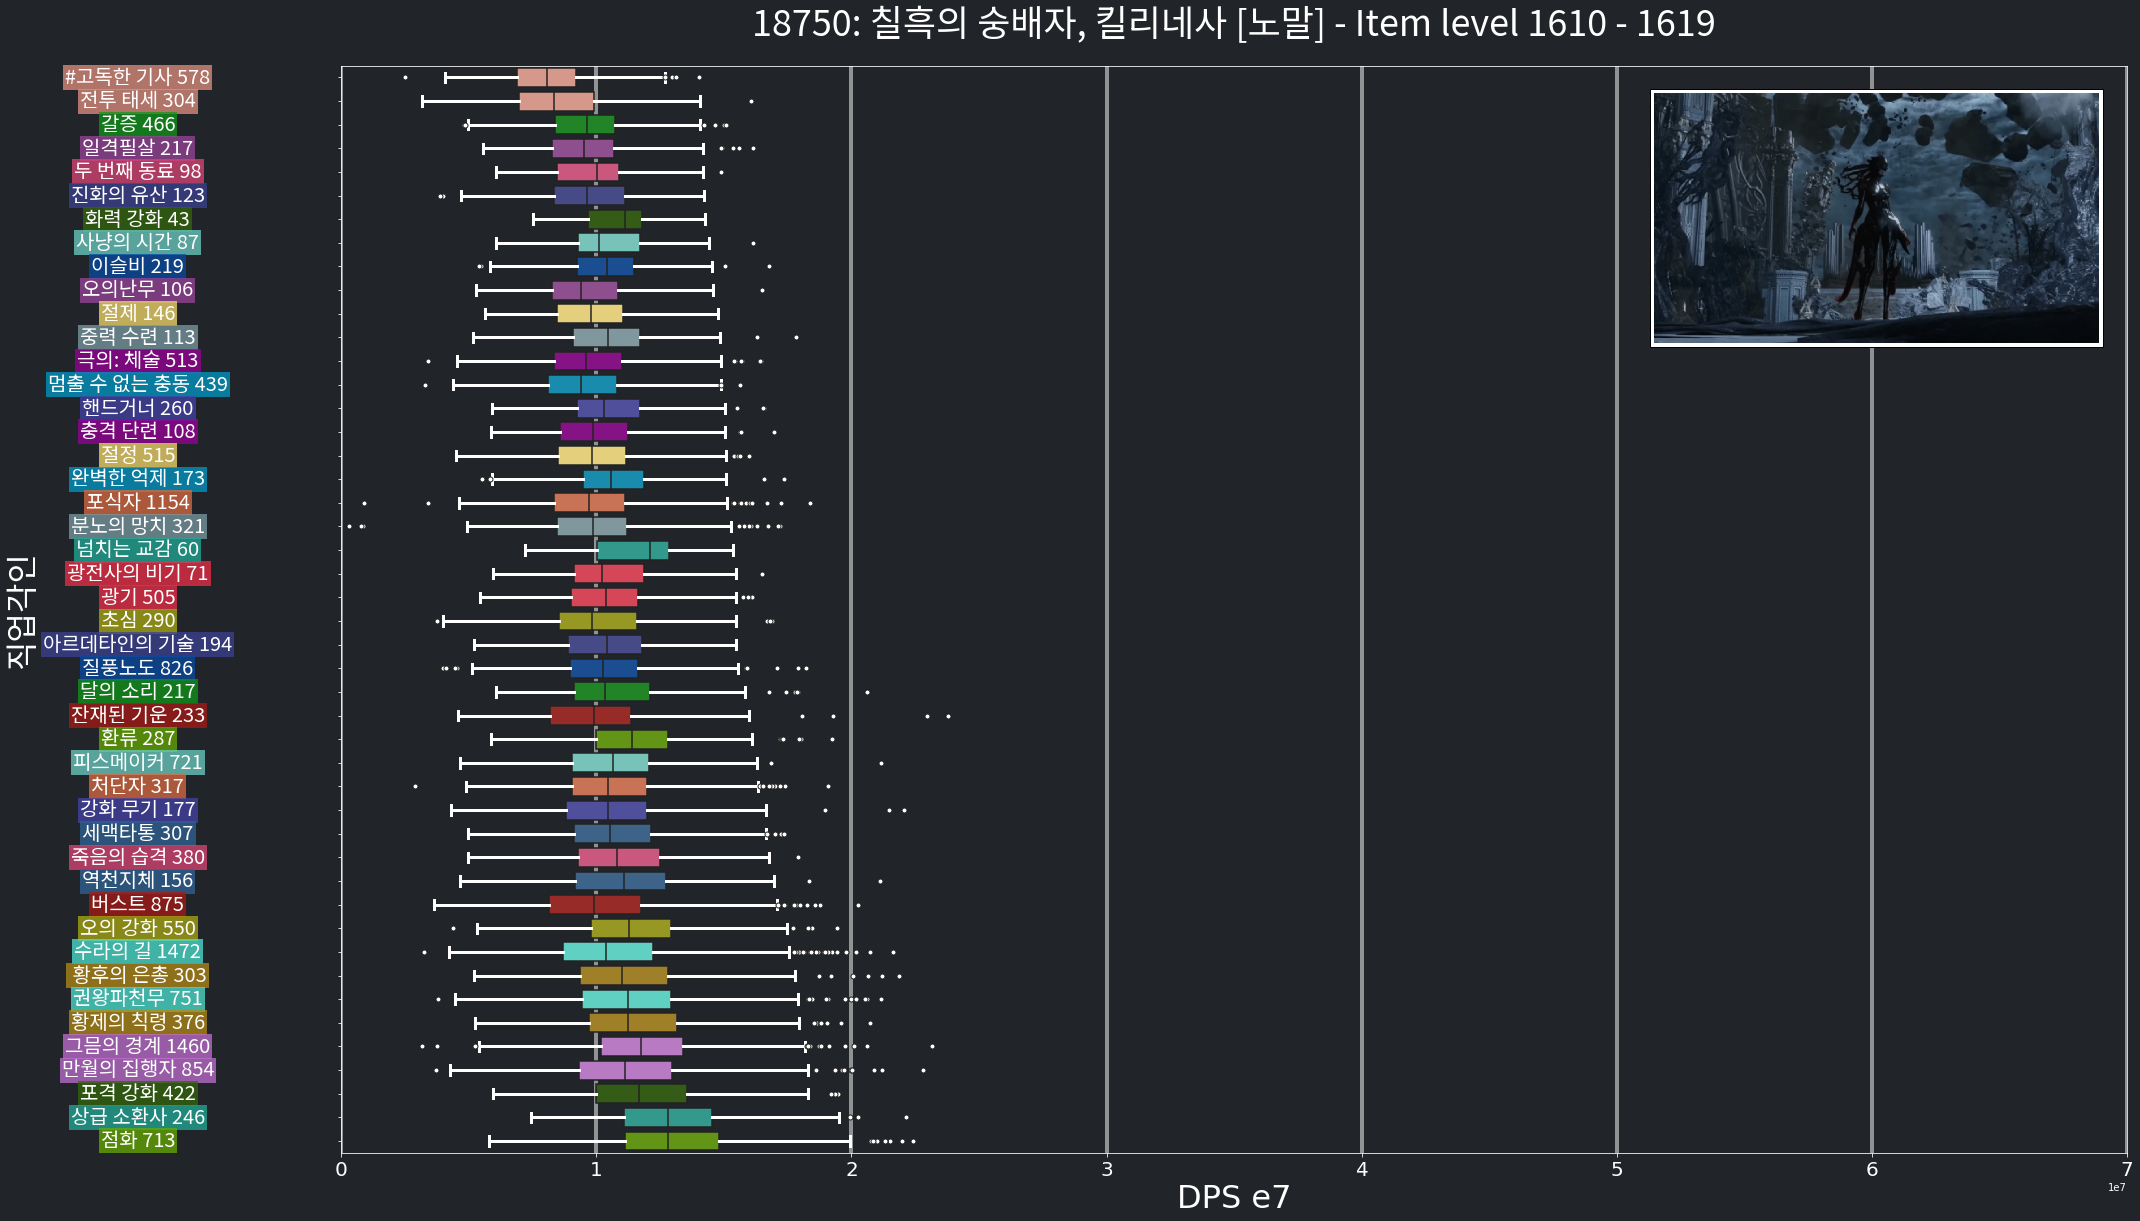 18750: 칠흑의 숭배자, 킬리네사 [노말] - Item level 1610 - 1619
#고독한 기사 578
전투 태세 304
갈증 466
일격필살 217
두 번째 동료 98
진화의 유산 123
화력 강화 43
사냥의 시간 87
이슬비 219
오의난무 106
절제 146
중력 수련 113
극의: 체술 513
멈출 수 없는 충동 439
핸드거너 260
충격 단련 108
절정 515
완벽한 억제 173
포식자 1154
분노의 망치 321
넘치는 교감 60
광전사의 비기 71
광기 505
초심 290
아르데타인의 기술 194
질풍노도 826
달의 소리 217
잔재된 기운 233
환류 287
피스메이커 721
처단자 317
강화 무기 177
세맥타통 307
죽음의 습격 380
역천지체 156
버스트 875
오의 강화 550
수라의 길 1472
황후의 은총 303
권왕파천무 751
황제의 칙령 376
그믐의 경계 1460
만월의 집행자 854
포격 강화 422
상급 소환사 246
점화 713
직업각인
0 1 2 3 4 5 6 7
1e7
DPS e7